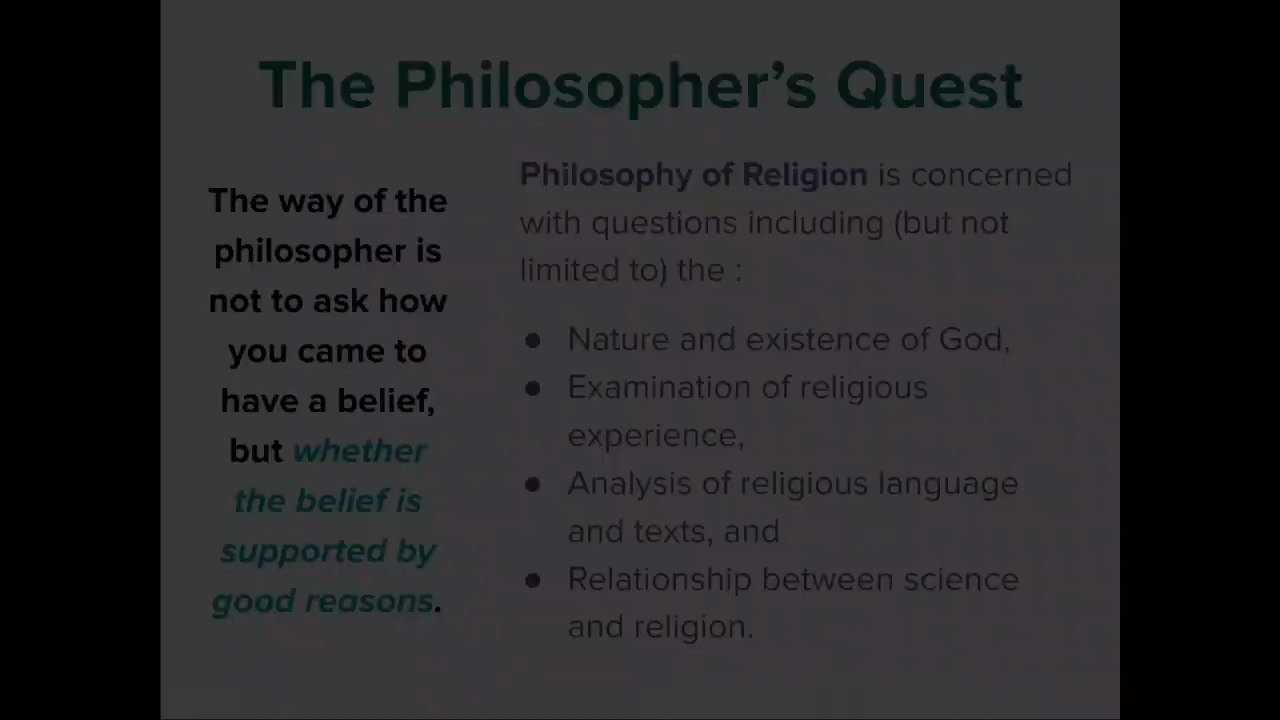 The Philosopher’s Quest
The way of the
philosopher is
not to ask how
you came to
have a belief,
but whether
the belief is
supported by
good reasons.
Philosophy of Religion is concerned
with questions including (but not
limited to) the :
● Nature and existence of God,
● Examination of religious
experience,
● Analysis of religious language
and texts, and
● Relationship between science
and religion.